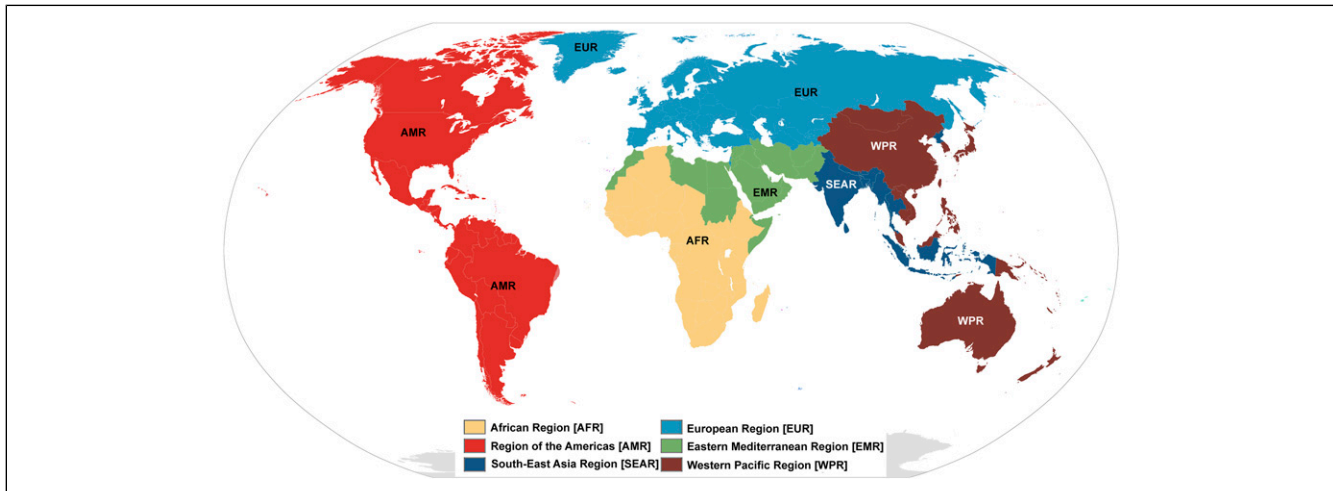 EUR
EUR
AMR
WPR
SEAR
EMR
AFR
AMR
WPR
African Region [AFR]
European Region [EUR]
Region of the Americas [AMR]
Eastern Mediterranean Region [EMR]
South-East Asia Region [SEAR]
Western Pacific Region [WPR]